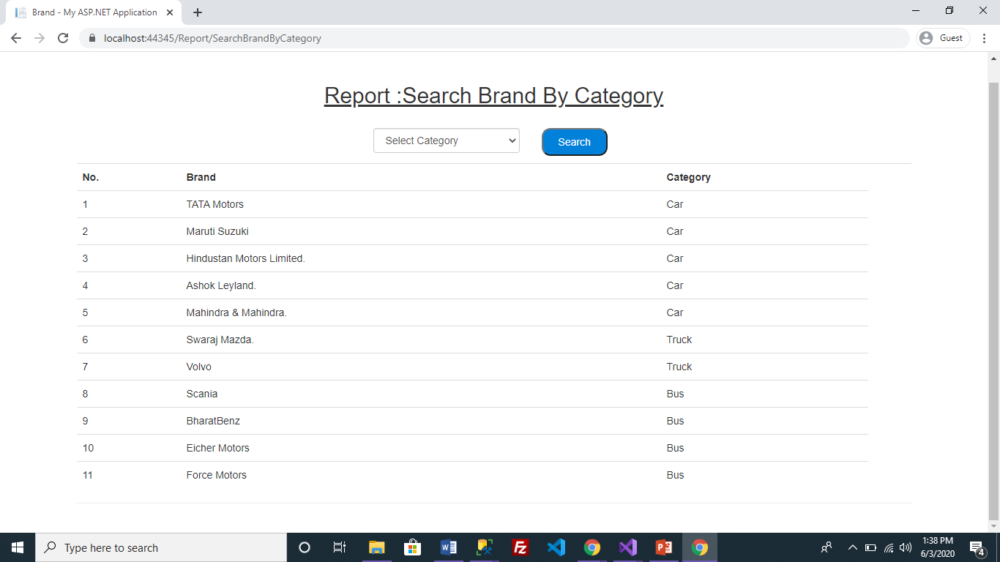 Brand - My ASP.NET Application
localhost:44345/Report/SearchBrandByCategory
Guest
Report :Search Brand By Category
Select Category
Search
No. Brand Category
1 TATA Motors Car
2 Maruti Suzuki Car
3 Hindustan Motors Limited. Car
4 Ashok Leyland. Car
5 Mahindra & Mahindra. Car
6 Swaraj Mazda. Truck
7 Volvo Truck
8 Scania Bus
9 BharatBenz Bus
10 Eicher Motors Bus
11 Force Motors Bus
Type here to search
1:38 PM
6/3/2020
4